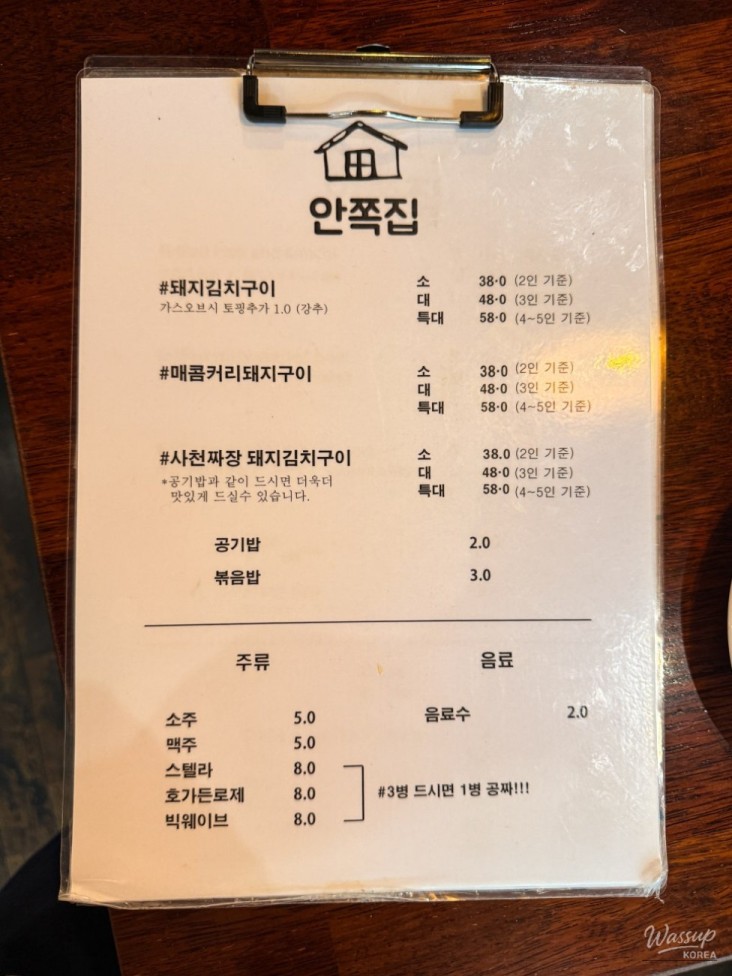 안쪽집
#돼지김치구이
가스오브시 토핑추가 1.0 (강추)
소 38·0 (2인 기준)
대 48·0 (3인 기준)
특대 58·0 (4~5인 기준)
#매콤커리돼지구이
소 38·0 (2인 기준)
대 48·0 (3인 기준)
특대 58·0 (4~5인 기준)
#사천짜장 돼지김치구이
*공기밥과 같이 드시면 더욱더
맛있게 드실수 있습니다.
소 38.0 (2인 기준)
대 48·0 (3인 기준)
특대 58·0 (4~5인 기준)
공기밥 2.0
볶음밥 3.0
주류
소주 5.0
맥주 5.0
스텔라 8.0
호가든로제 8.0
빅웨이브 8.0
#3병 드시면 1병 공짜!!!
음료
음료수 2.0
Wassup
KOREA